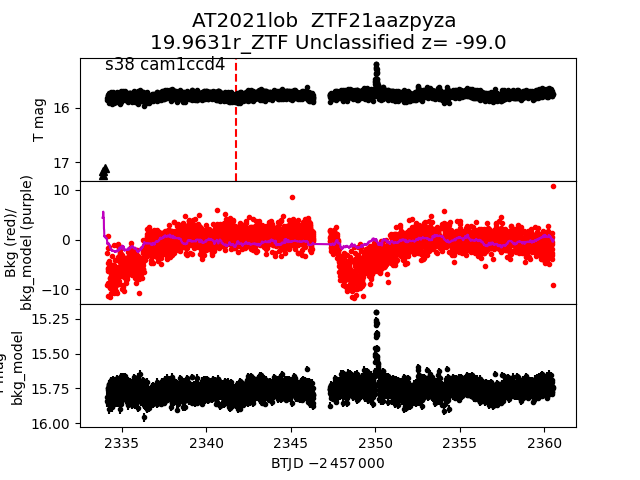 AT2021lob  ZTF21aazpyza
19.9631r_ZTF Unclassified z= -99.0
s38 cam1ccd4
T mag
16
17
Bkg (red)/
bkg_model (purple)
10
0
−10
mag
bkg_model
15.25
15.50
15.75
16.00
2335
2340
2345
2350
2355
2360
BTJD −2 457 000